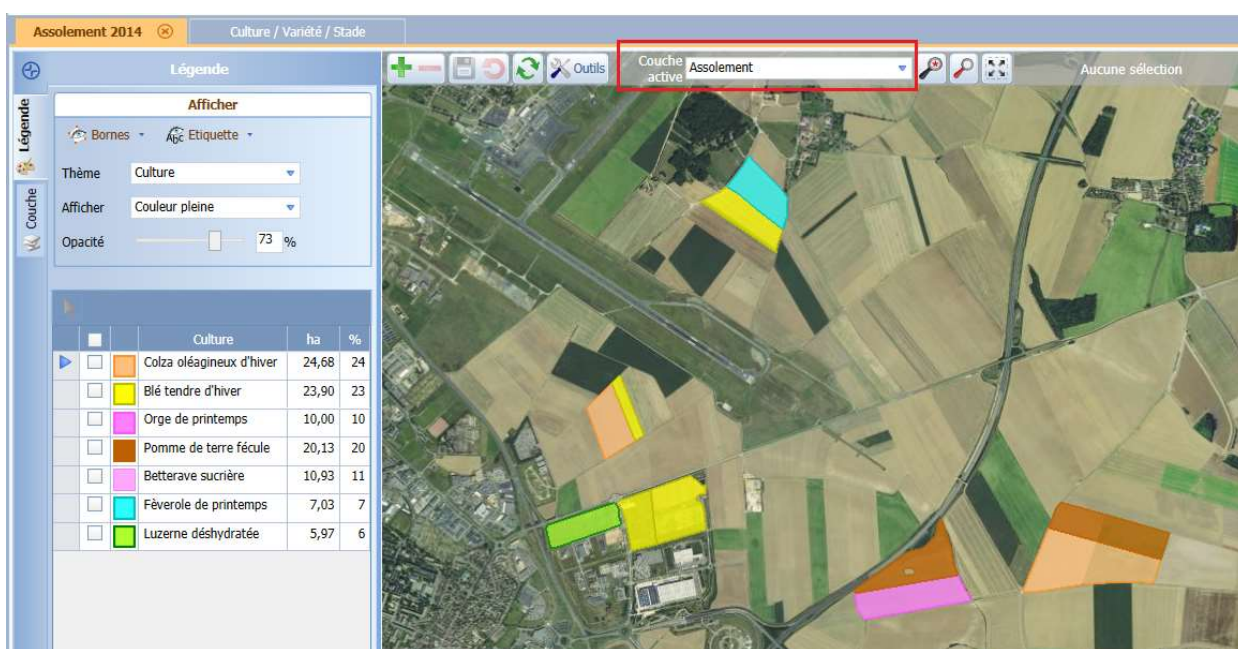 Assolement 2014
Culture / Variété / Stade
Légende
Outils
Couche active
Assolement
Aucune sélection
Légende
Couche
Afficher
Bornes
Abc Etiquette
Thème Culture
Afficher Couleur pleine
Opacité 73 %
Culture ha %
Colza oléagineux d'hiver 24,68 24
Blé tendre d'hiver 23,90 23
Orge de printemps 10,00 10
Pomme de terre fécule 20,13 20
Betterave sucrière 10,93 11
Fèverole de printemps 7,03 7
Luzerne déshydratée 5,97 6